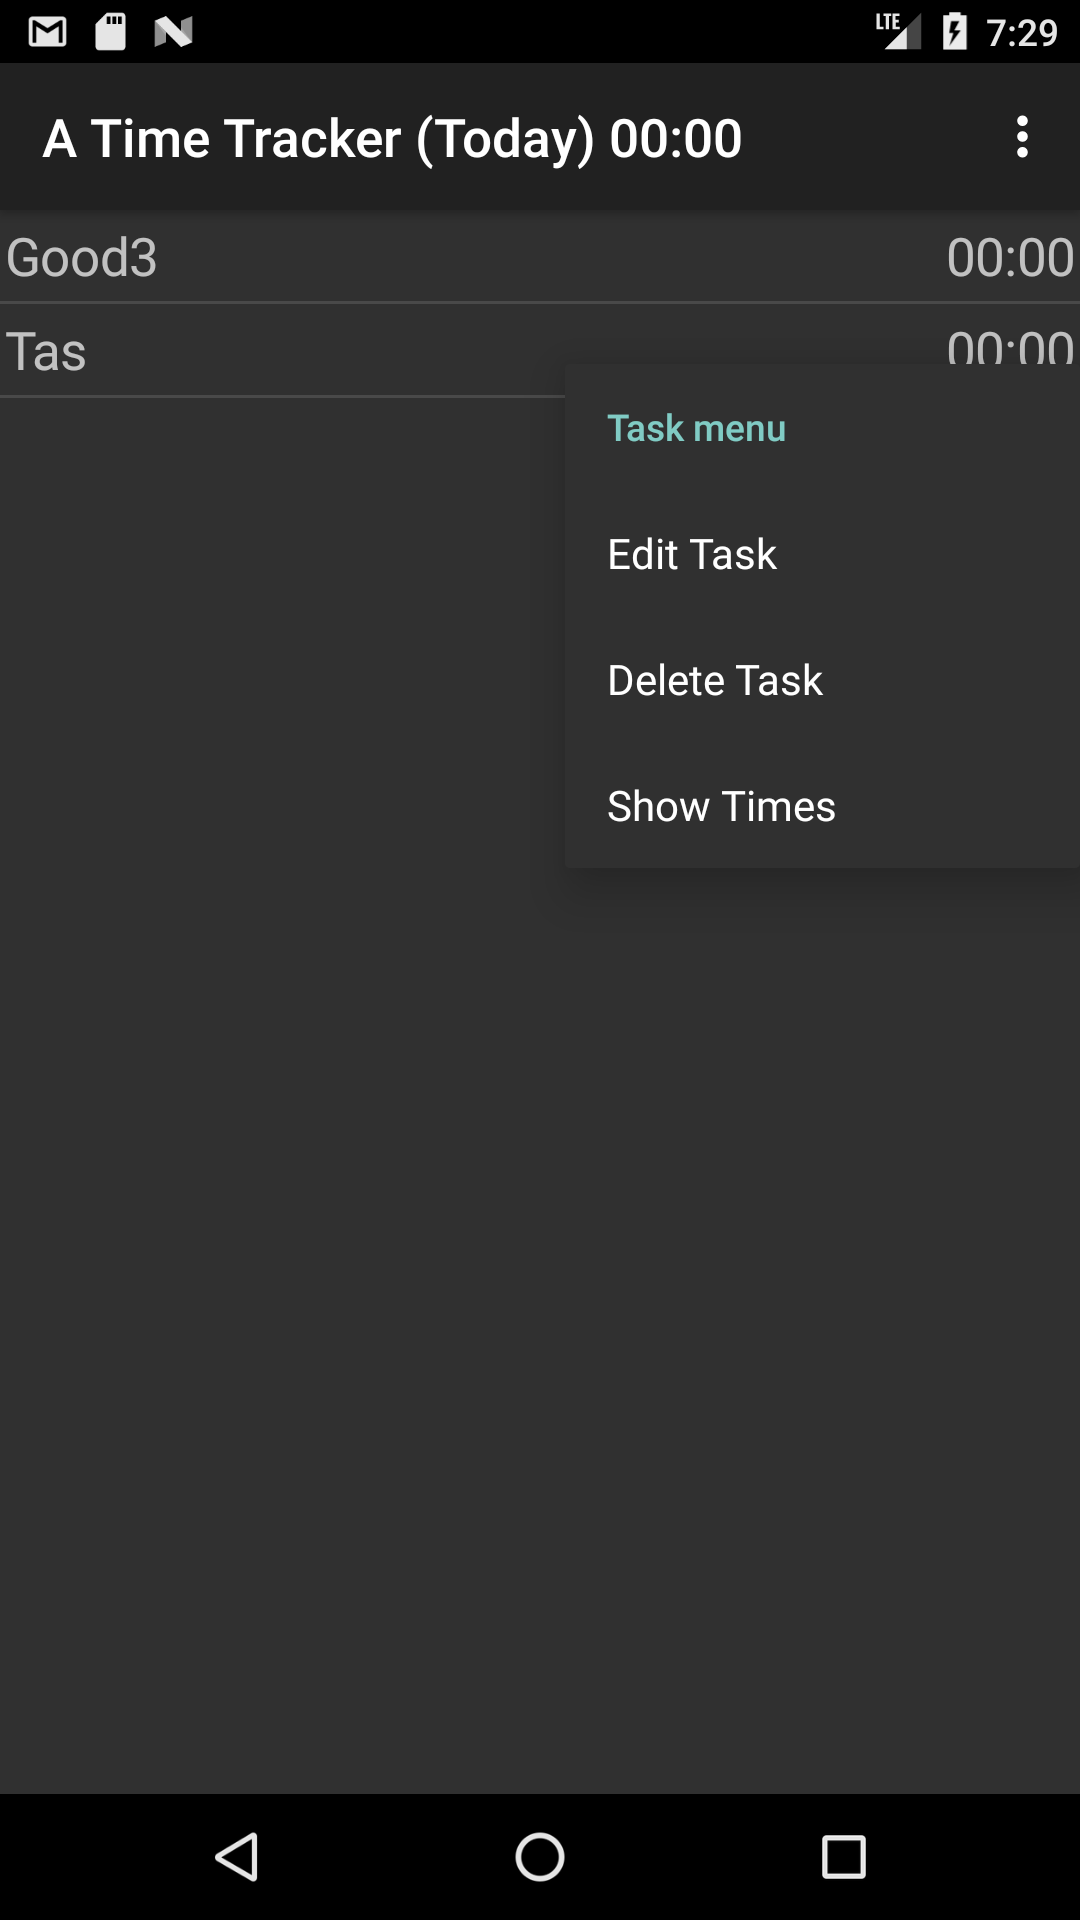 LTE 7:29
A Time Tracker (Today) 00:00
Good3 00:00
Tas 00:00
Task menu
Edit Task
Delete Task
Show Times